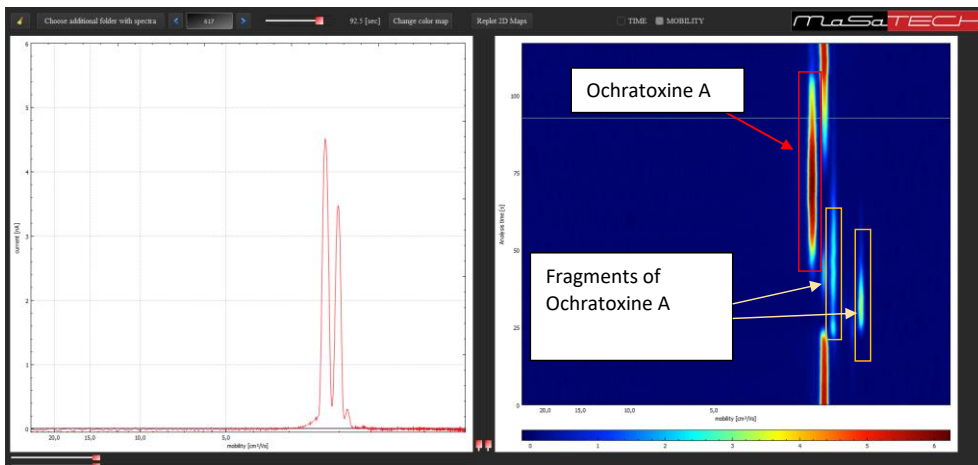 Choose additional folder with spectra
617
92.5 [sec]
Change color map
Replot 2D Maps
TIME
MOBILITY
MaSaTECH
6
5
4
3
2
1
0
current [nA]
20,0
15,0
10,0
5,0
mobility [cm²/Vs]
100
75
50
25
0
Analysis time [s]
Ochratoxine A
Fragments of
Ochratoxine A
20,0
15,0
10,0
5,0
mobility [cm²/Vs]
0
1
2
3
4
5
6